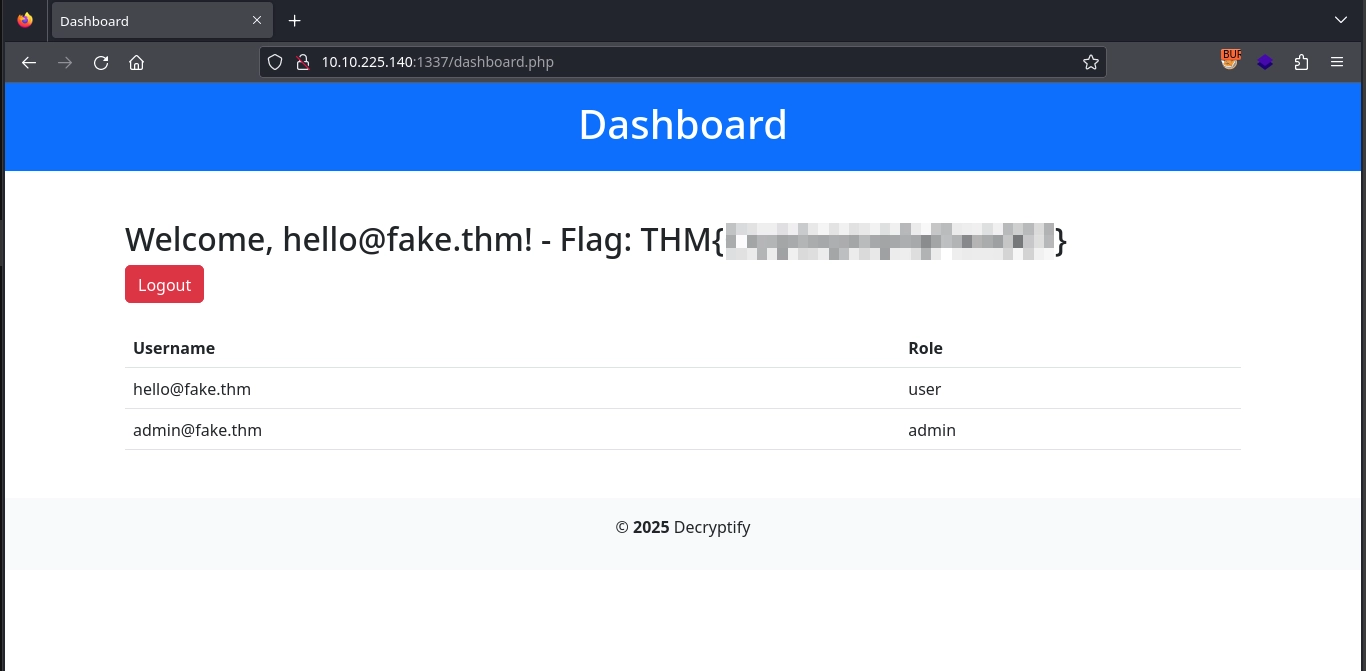 Dashboard
10.10.225.140:1337/dashboard.php
BUR
Dashboard
Welcome, hello@fake.thm! - Flag: THM{ }
Logout
Username Role
hello@fake.thm user
admin@fake.thm admin
© 2025 Decryptify